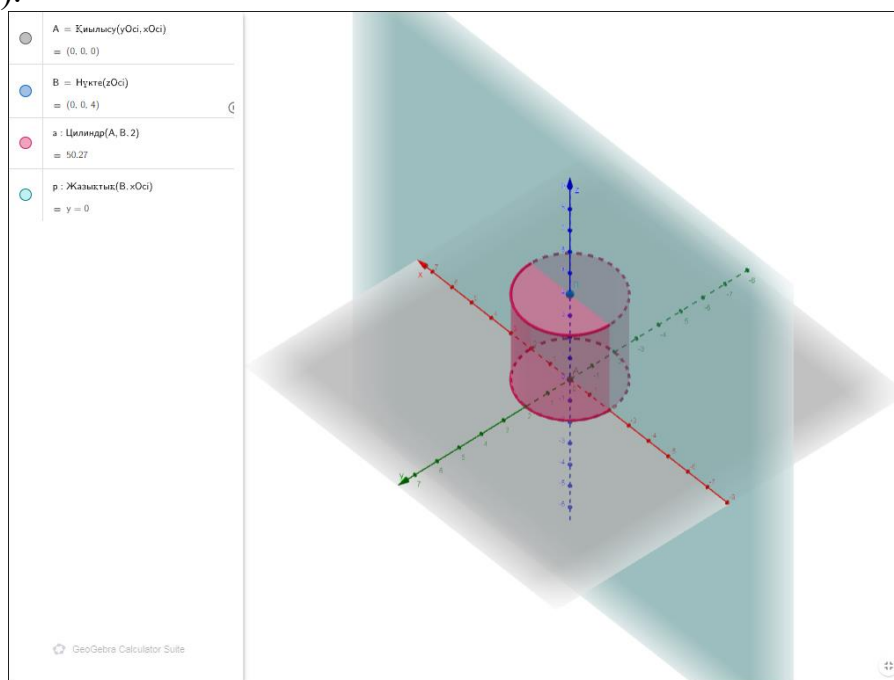 ).
A = Қиылысу(yOci, xOci)
= (0, 0, 0)
B = Нүкте(zOci)
= (0, 0, 4)
a : Цилиндр(A, B, 2)
= 50.27
p : Жазықтық(B, xOci)
= y = 0
GeoGebra Calculator Suite